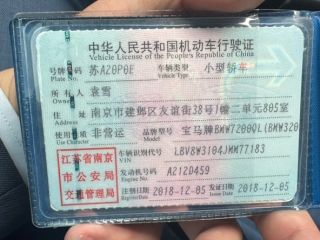 中华人民共和国机动车行驶证
Vehicle License of the People's Republic of China
号牌号码 苏A20P0E 车辆类型 小型轿车
Plate No. Vehicle Type
所有人 袁雪
Owner
住址 南京市建邺区友谊街38号 二单元805室
Address
使用性质 非营运 品牌型号 宝马牌BMW7200QL(BMW320
Use Character Model
江苏省南京
市公安局
交通管理局
车辆识别代号 LBV8W3104JMM77183
VIN
发动机号码 A212D459
Engine No.
注册日期 2018-12-05 发证日期 2018-12-05
Register Date Issue Date